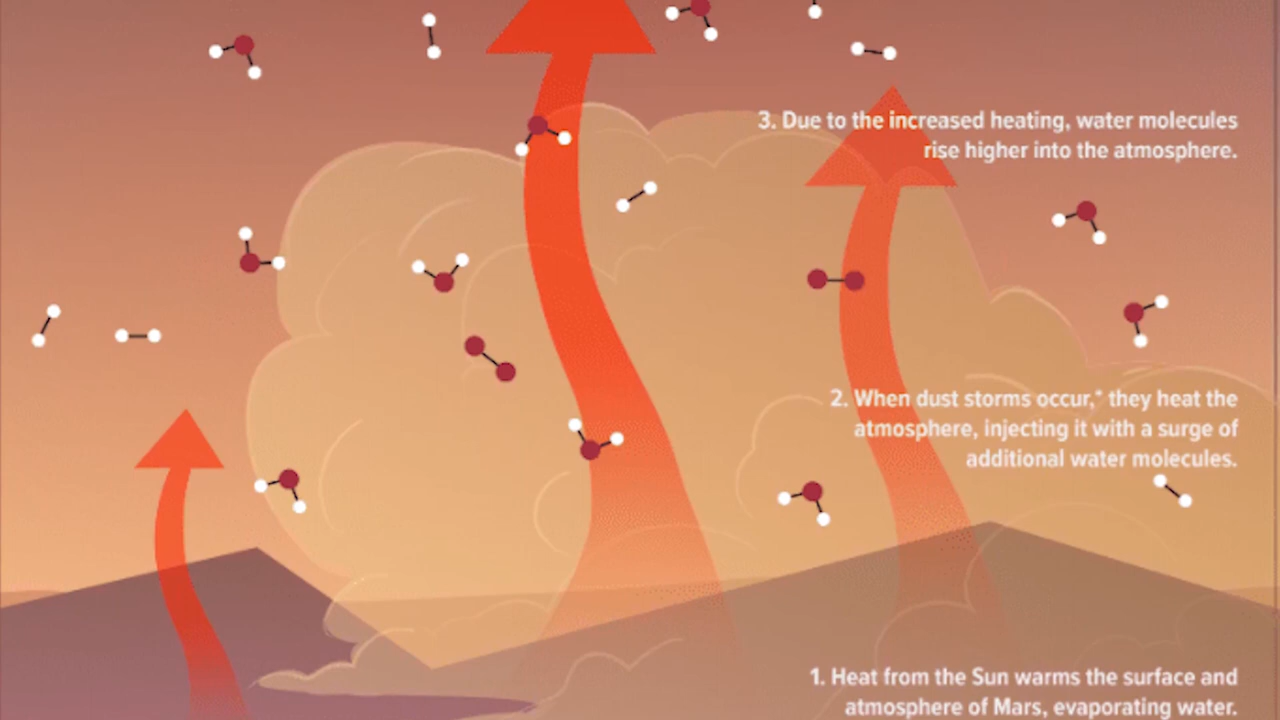 3. Due to the increased heating, water molecules
rise higher into the atmosphere.
2. When dust storms occur,* they heat the
atmosphere, injecting it with a surge of
additional water molecules.
1. Heat from the Sun warms the surface and
atmosphere of Mars, evaporating water.